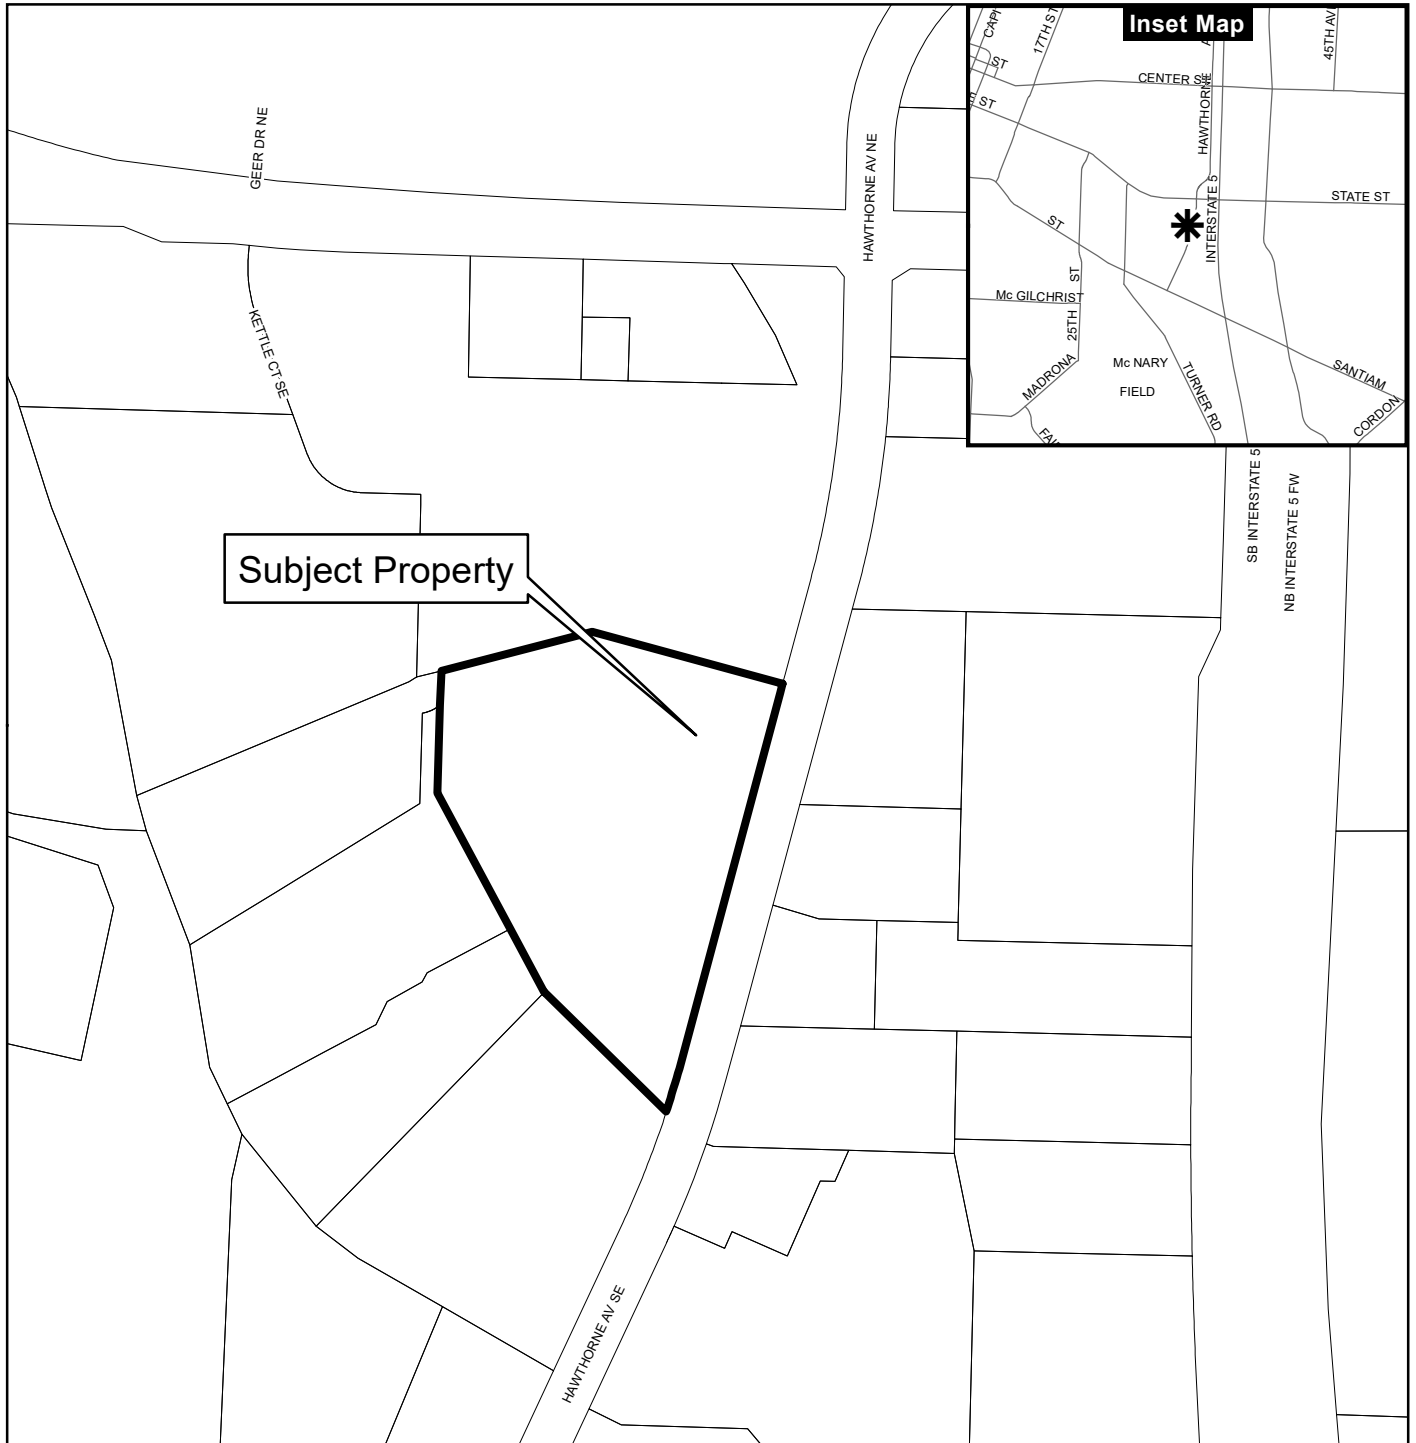 Inset Map
CAPI
17TH ST
45TH AV
ST
CENTER ST
ST
HAWTHORNE
STATE ST
INTERSTATE 5
ST
ST
Mc GILCHRIST
25TH
Mc NARY
FIELD
MADRONA
TURNER RD
SANTIAM
CORDON
GEER DR NE
HAWTHORNE AV NE
KETTLE CT SE
SB INTERSTATE 5
NB INTERSTATE 5 FW
Subject Property
HAWTHORNE AV SE